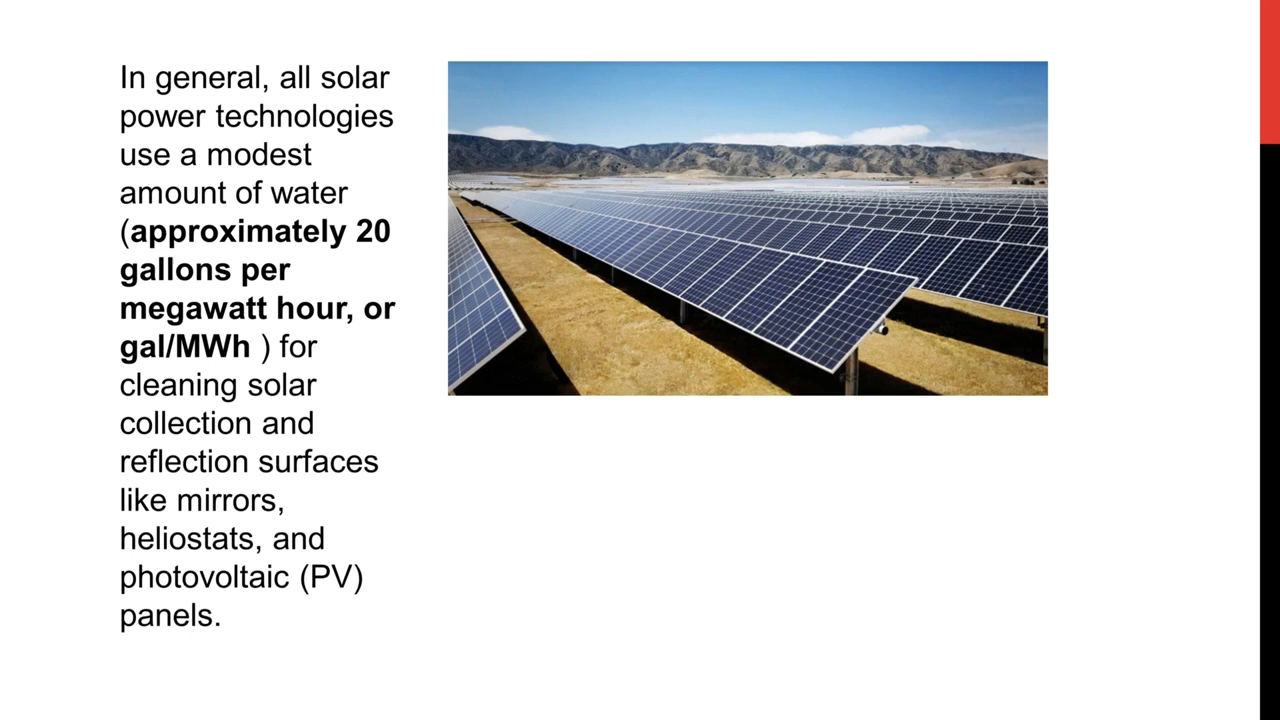 In general, all solar
power technologies
use a modest
amount of water
(approximately 20
gallons per
megawatt hour, or
gal/MWh ) for
cleaning solar
collection and
reflection surfaces
like mirrors,
heliostats, and
photovoltaic (PV)
panels.